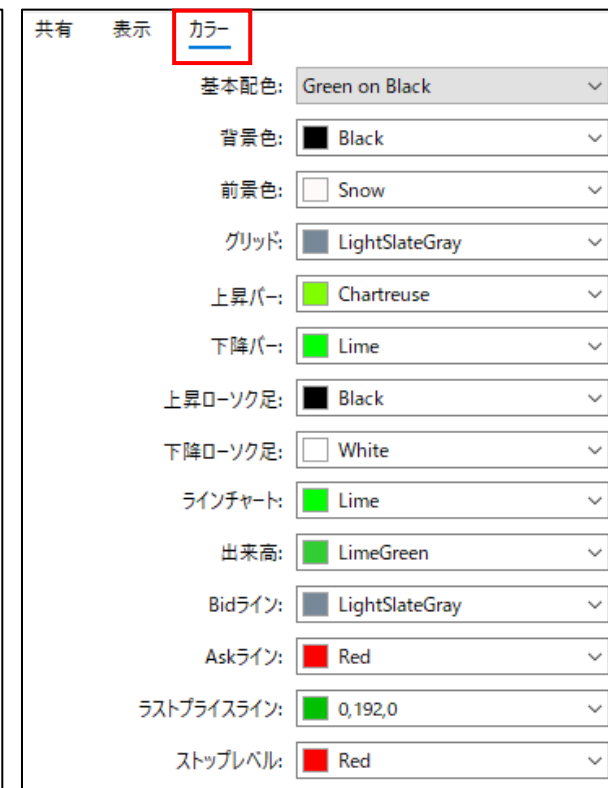 共有 表示 カラー
基本配色: Green on Black
背景色: Black
前景色: Snow
グリッド: LightSlateGray
上昇バー: Chartreuse
下降バー: Lime
上昇ローソク足: Black
下降ローソク足: White
ラインチャート: Lime
出来高: LimeGreen
Bidライン: LightSlateGray
Askライン: Red
ラストプライスライン: 0,192,0
ストップレベル: Red